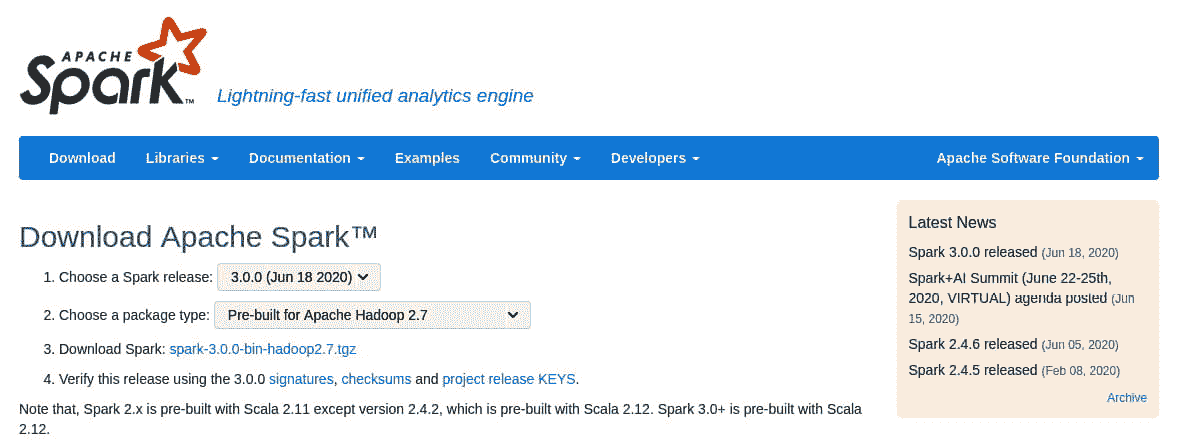 APACHE
Spark™
Lightning-fast unified analytics engine
Download Libraries Documentation Examples Community Developers Apache Software Foundation
Download Apache Spark™
1. Choose a Spark release: 3.0.0 (Jun 18 2020)
2. Choose a package type: Pre-built for Apache Hadoop 2.7
3. Download Spark: spark-3.0.0-bin-hadoop2.7.tgz
4. Verify this release using the 3.0.0 signatures, checksums and project release KEYS.
Note that, Spark 2.x is pre-built with Scala 2.11 except version 2.4.2, which is pre-built with Scala 2.12. Spark 3.0+ is pre-built with Scala
2.12.
Latest News
Spark 3.0.0 released (Jun 18, 2020)
Spark+AI Summit (June 22-25th,
2020, VIRTUAL) agenda posted (Jun
15, 2020)
Spark 2.4.6 released (Jun 05, 2020)
Spark 2.4.5 released (Feb 08, 2020)
Archive